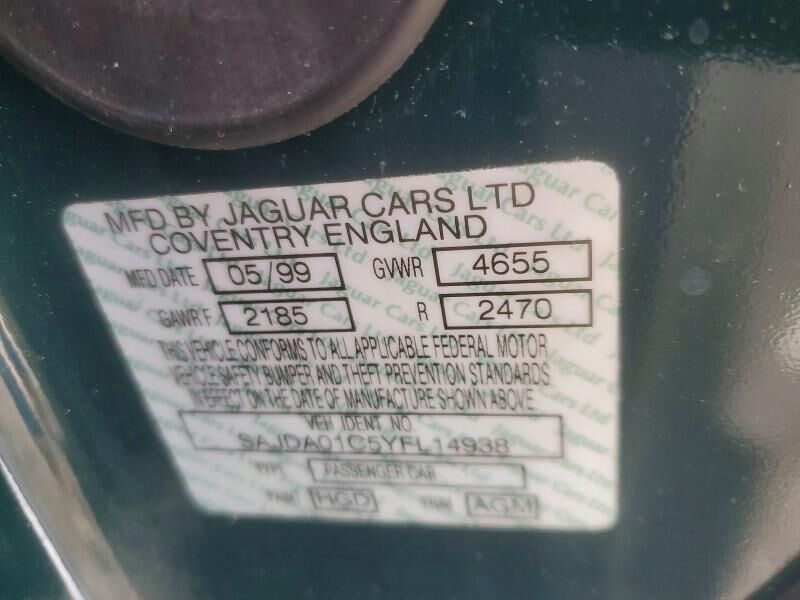 MFD BY JAGUAR CARS LTD
COVENTRY ENGLAND
MFD DATE 05/99 GVWR 4655
GAWR F 2185 R 2470
THIS VEHICLE CONFORMS TO ALL APPLICABLE FEDERAL MOTOR
VEHICLE SAFETY BUMPER AND THEFT PREVENTION STANDARDS
IN EFFECT ON THE DATE OF MANUFACTURE SHOWN ABOVE.
VEH IDENT NO.
SAJDA01C5YFL14938
TYPE PASSENGER CAR
PAINT HGD TRIM AGM